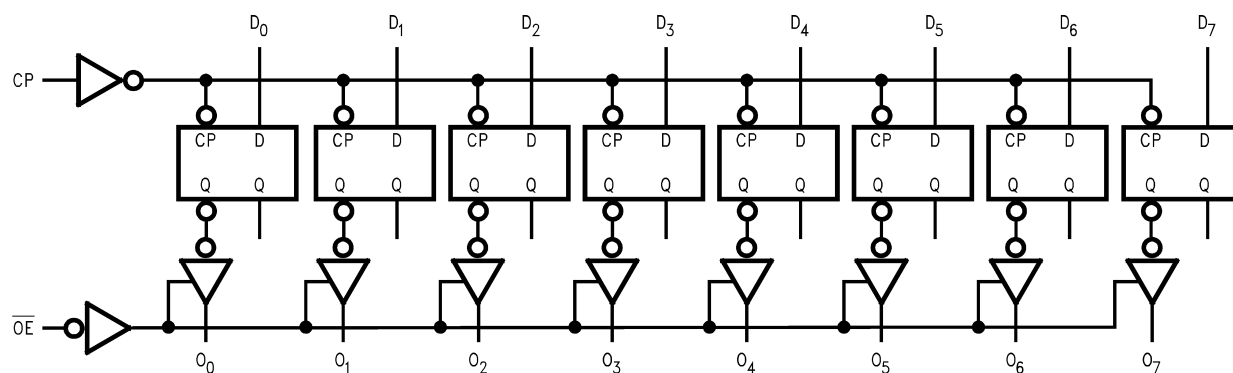 D0 D1 D2 D3 D4 D5 D6 D7
CP
CP D CP D CP D CP D CP D CP D CP D CP D
Q Q Q Q Q Q Q Q Q Q Q Q Q Q Q Q
O̅E̅
O0 O1 O2 O3 O4 O5 O6 O7